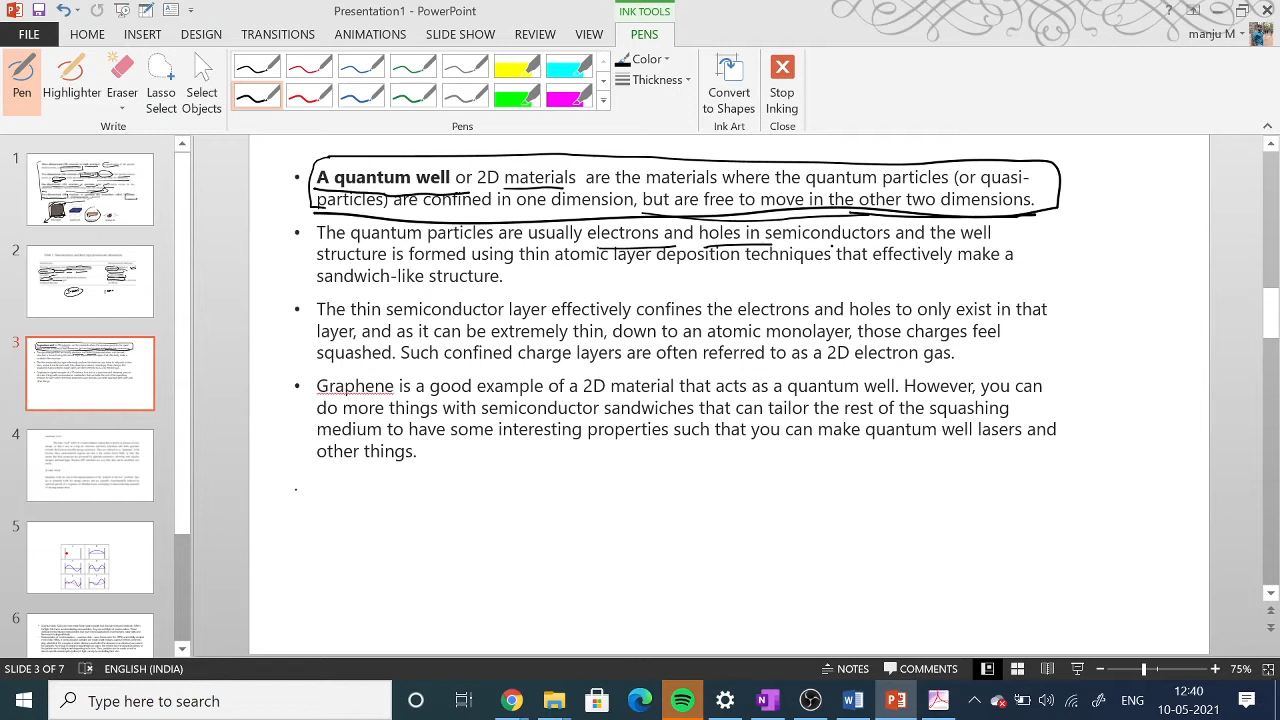 Presentation1 - PowerPoint
INK TOOLS
FILE HOME INSERT DESIGN TRANSITIONS ANIMATIONS SLIDE SHOW REVIEW VIEW PENS manju M
Pen Highlighter Eraser Lasso Select Select Objects
Color
Thickness
Convert to Shapes
Stop Inking
Write Pens Ink Art Close
• A quantum well or 2D materials are the materials where the quantum particles (or quasi-
particles) are confined in one dimension, but are free to move in the other two dimensions.
• The quantum particles are usually electrons and holes in semiconductors and the well
structure is formed using thin atomic layer deposition techniques that effectively make a
sandwich-like structure.
• The thin semiconductor layer effectively confines the electrons and holes to only exist in that
layer, and as it can be extremely thin, down to an atomic monolayer, those charges feel
squashed. Such confined charge layers are often referred to as a 2D electron gas.
• Graphene is a good example of a 2D material that acts as a quantum well. However, you can
do more things with semiconductor sandwiches that can tailor the rest of the squashing
medium to have some interesting properties such that you can make quantum well lasers and
other things.
1
2
3
4
5
6
SLIDE 3 OF 7 ENGLISH (INDIA) NOTES COMMENTS 75%
Type here to search
ENG
12:40
10-05-2021